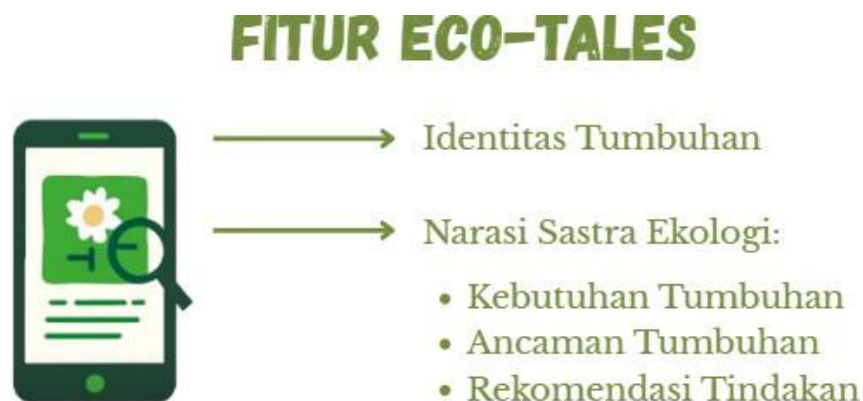 FITUR ECO-TALES
Identitas Tumbuhan
Narasi Sastra Ekologi:
• Kebutuhan Tumbuhan
• Ancaman Tumbuhan
• Rekomendasi Tindakan